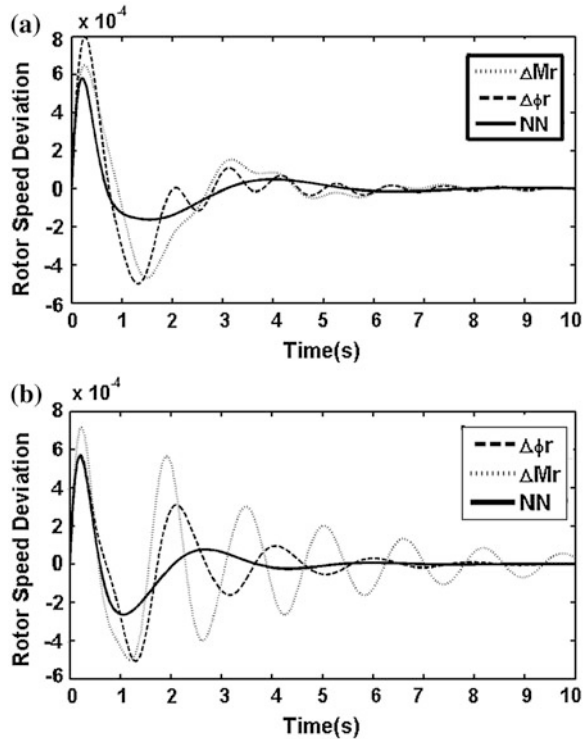 (a)
x 10-4
8
6
4
2
0
-2
-4
-6
Rotor Speed Deviation
ΔMr
Δϕr
NN
0 1 2 3 4 5 6 7 8 9 10
Time(s)
(b)
x 10-4
8
6
4
2
0
-2
-4
-6
Rotor Speed Deviation
Δϕr
ΔMr
NN
0 1 2 3 4 5 6 7 8 9 10
Time(s)